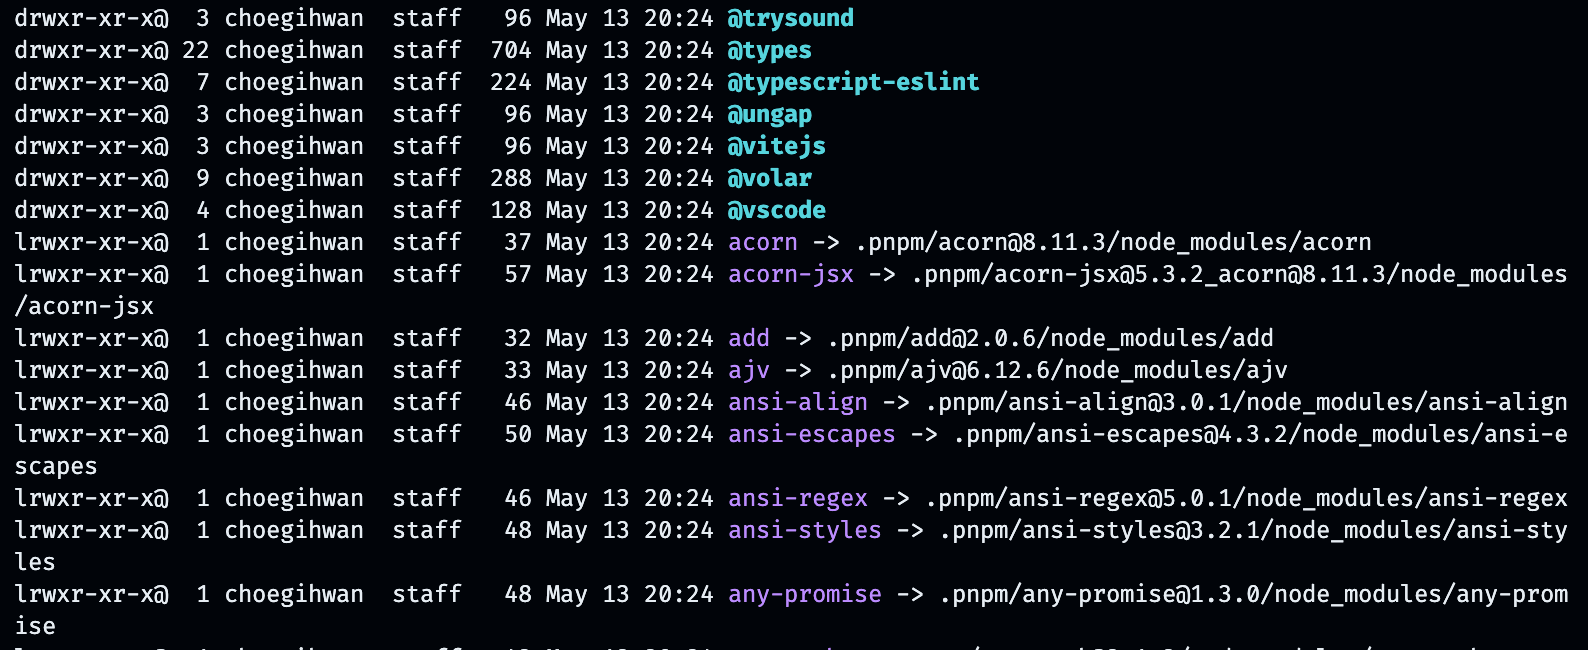 drwxr-xr-x@  3 choegihwan  staff   96 May 13 20:24 @trysound
drwxr-xr-x@ 22 choegihwan  staff  704 May 13 20:24 @types
drwxr-xr-x@  7 choegihwan  staff  224 May 13 20:24 @typescript-eslint
drwxr-xr-x@  3 choegihwan  staff   96 May 13 20:24 @ungap
drwxr-xr-x@  3 choegihwan  staff   96 May 13 20:24 @vitejs
drwxr-xr-x@  9 choegihwan  staff  288 May 13 20:24 @volar
drwxr-xr-x@  4 choegihwan  staff  128 May 13 20:24 @vscode
lrwxr-xr-x@  1 choegihwan  staff   37 May 13 20:24 acorn -> .pnpm/acorn@8.11.3/node_modules/acorn
lrwxr-xr-x@  1 choegihwan  staff   57 May 13 20:24 acorn-jsx -> .pnpm/acorn-jsx@5.3.2_acorn@8.11.3/node_modules
/acorn-jsx
lrwxr-xr-x@  1 choegihwan  staff   32 May 13 20:24 add -> .pnpm/add@2.0.6/node_modules/add
lrwxr-xr-x@  1 choegihwan  staff   33 May 13 20:24 ajv -> .pnpm/ajv@6.12.6/node_modules/ajv
lrwxr-xr-x@  1 choegihwan  staff   46 May 13 20:24 ansi-align -> .pnpm/ansi-align@3.0.1/node_modules/ansi-align
lrwxr-xr-x@  1 choegihwan  staff   50 May 13 20:24 ansi-escapes -> .pnpm/ansi-escapes@4.3.2/node_modules/ansi-e
scapes
lrwxr-xr-x@  1 choegihwan  staff   46 May 13 20:24 ansi-regex -> .pnpm/ansi-regex@5.0.1/node_modules/ansi-regex
lrwxr-xr-x@  1 choegihwan  staff   48 May 13 20:24 ansi-styles -> .pnpm/ansi-styles@3.2.1/node_modules/ansi-sty
les
lrwxr-xr-x@  1 choegihwan  staff   48 May 13 20:24 any-promise -> .pnpm/any-promise@1.3.0/node_modules/any-prom
ise